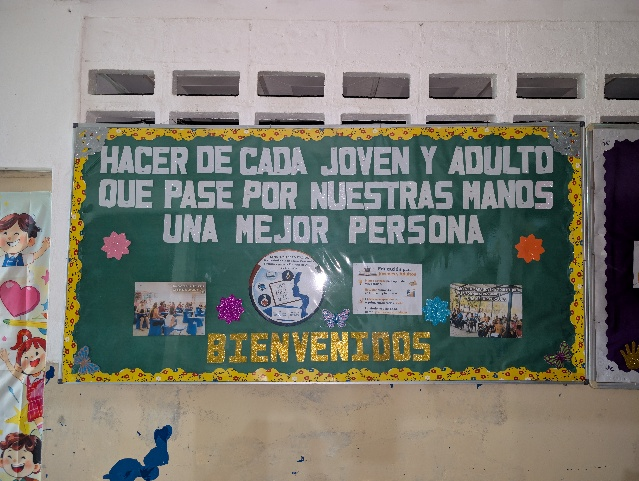 HACER DE CADA JOVEN Y ADULTO
QUE PASE POR NUESTRAS MANOS
UNA MEJOR PERSONA
BIENVENIDOS